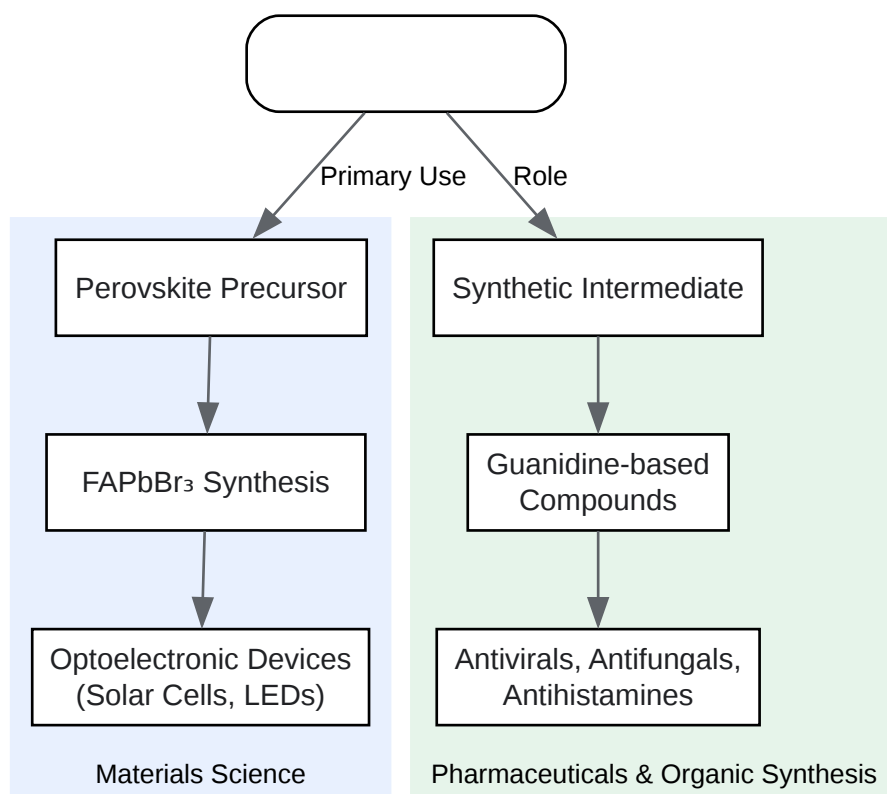 Primary Use
Role
Perovskite Precursor
Synthetic Intermediate
FAPbBr₃ Synthesis
Guanidine-based
Compounds
Optoelectronic Devices
(Solar Cells, LEDs)
Antivirals, Antifungals,
Antihistamines
Materials Science
Pharmaceuticals & Organic Synthesis